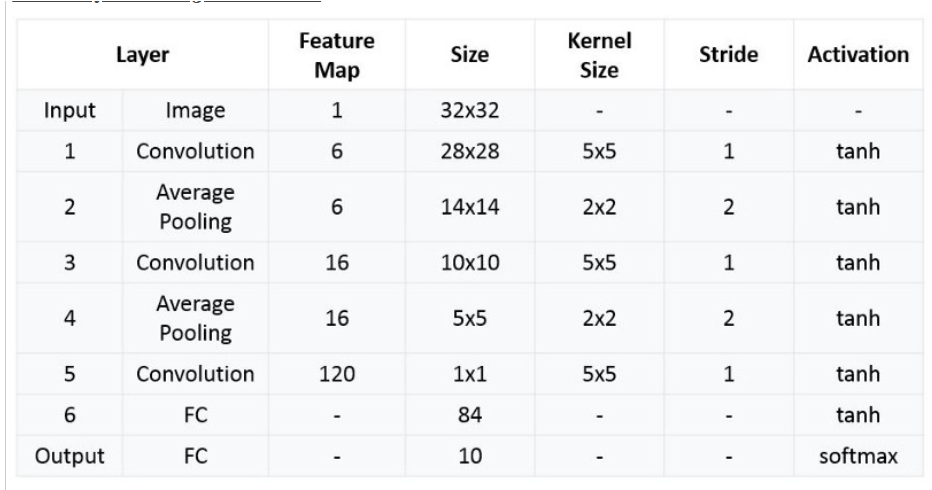 Layer Feature Map Size Kernel Size Stride Activation
Input Image 1 32x32 - - -
1 Convolution 6 28x28 5x5 1 tanh
2 Average Pooling 6 14x14 2x2 2 tanh
3 Convolution 16 10x10 5x5 1 tanh
4 Average Pooling 16 5x5 2x2 2 tanh
5 Convolution 120 1x1 5x5 1 tanh
6 FC - 84 - - tanh
Output FC - 10 - - softmax